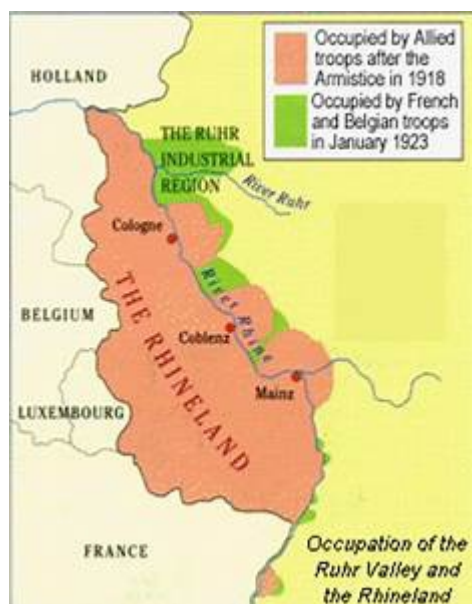 Occupied by Allied
troops after the
Armistice in 1918
Occupied by French
and Belgian troops
in January 1923
HOLLAND
THE RUHR
INDUSTRIAL
REGION
River Ruhr
Cologne
River Rhine
BELGIUM
Coblenz
THE RHINELAND
Mainz
LUXEMBOURG
FRANCE
Occupation of the
Ruhr Valley and
the Rhineland